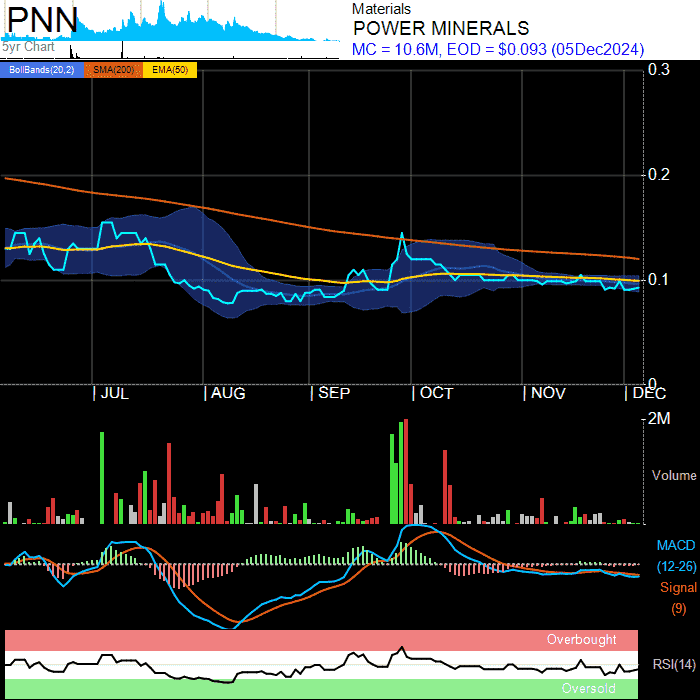 PNN
5yr Chart
Materials
POWER MINERALS
MC = 10.6M, EOD = $0.093 (05Dec2024)
BollBands(20,2) SMA(200) EMA(50)
0.3
0.2
0.1
0
JUL AUG SEP OCT NOV DEC
2M
Volume
MACD
(12-26)
Signal
(9)
Overbought
RSI(14)
Oversold